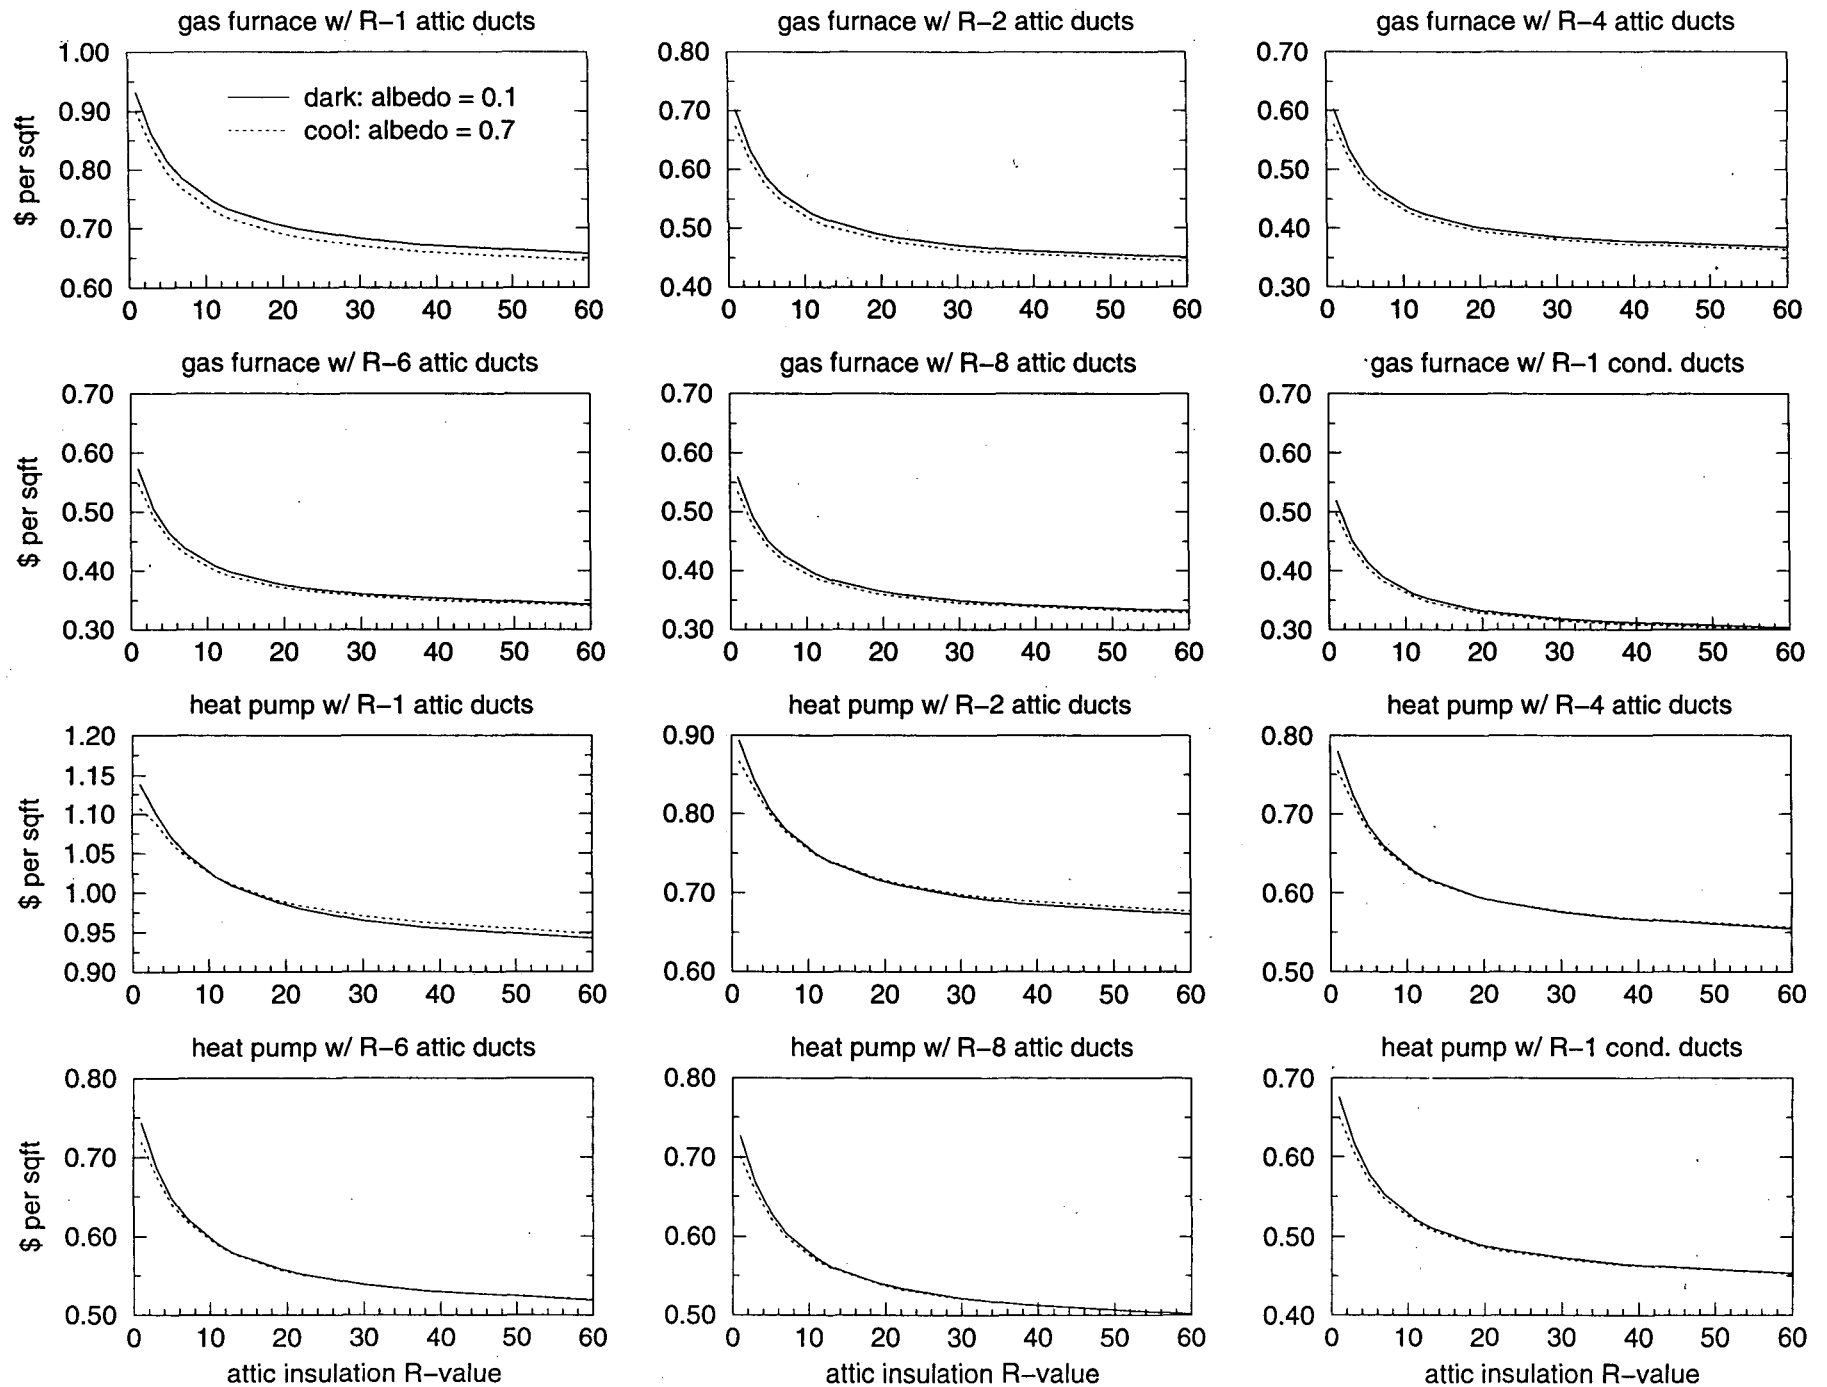 gas furnace w/ R−1 attic ducts
1.00
0.90
0.80
0.70
0.60
$ per sqft
dark: albedo = 0.1
cool: albedo = 0.7
0 10 20 30 40 50 60
gas furnace w/ R−2 attic ducts
0.80
0.70
0.60
0.50
0.40
0 10 20 30 40 50 60
gas furnace w/ R−4 attic ducts
0.70
0.60
0.50
0.40
0.30
0 10 20 30 40 50 60
gas furnace w/ R−6 attic ducts
0.70
0.60
0.50
0.40
0.30
$ per sqft
0 10 20 30 40 50 60
gas furnace w/ R−8 attic ducts
0.70
0.60
0.50
0.40
0.30
0 10 20 30 40 50 60
gas furnace w/ R−1 cond. ducts
0.70
0.60
0.50
0.40
0.30
0 10 20 30 40 50 60
heat pump w/ R−1 attic ducts
1.20
1.15
1.10
1.05
1.00
0.95
0.90
$ per sqft
0 10 20 30 40 50 60
heat pump w/ R−2 attic ducts
0.90
0.80
0.70
0.60
0 10 20 30 40 50 60
heat pump w/ R−4 attic ducts
0.80
0.70
0.60
0.50
0 10 20 30 40 50 60
heat pump w/ R−6 attic ducts
0.80
0.70
0.60
0.50
$ per sqft
0 10 20 30 40 50 60
attic insulation R−value
heat pump w/ R−8 attic ducts
0.80
0.70
0.60
0.50
0 10 20 30 40 50 60
attic insulation R−value
heat pump w/ R−1 cond. ducts
0.70
0.60
0.50
0.40
0 10 20 30 40 50 60
attic insulation R−value